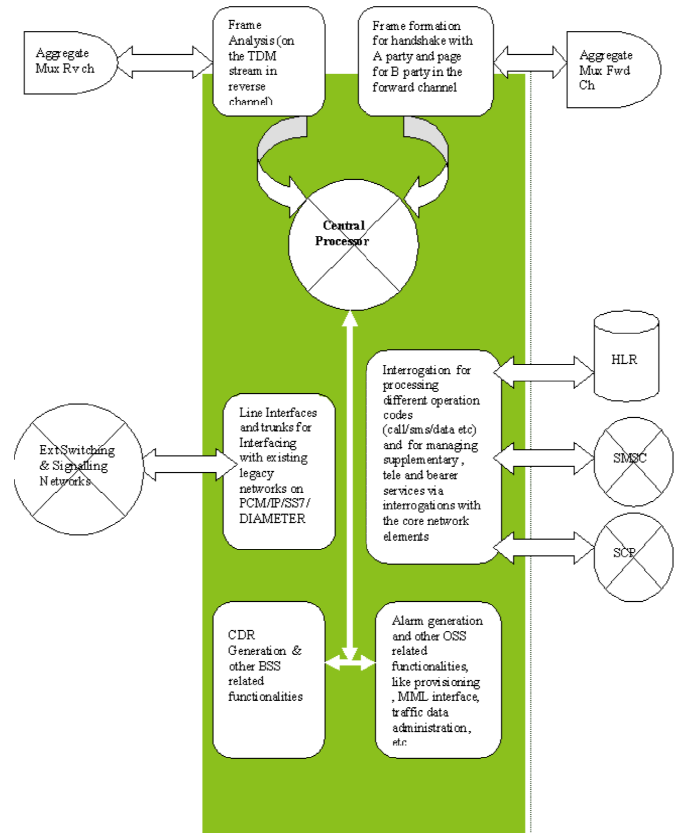 Aggregate
Mux Rv ch
Frame
Analysis (on
the TDM
stream in
reverse
channel)
Frame formation
for handshake with
A party and page
for B party in the
forward channel
Aggregate
Mux Fwd
Ch
Central
Processor
HLR
Interrogation for
processing
different operation
codes
(call/sms/data etc)
and for managing
supplementary ,
tele and bearer
services via
interrogations with
the core network
elements
SMSC
SCP
Line Interfaces
and trunks for
Interfacing
with existing
legacy
networks on
PCM/IP/SS7/
DIAMETER
Ext Switching
& Signalling
Networks
CDR
Generation &
other BSS
related
functionalities
Alarm generation
and other OSS
related
functionalities,
like provisioning
, MML interface,
traffic data
administration ,
etc